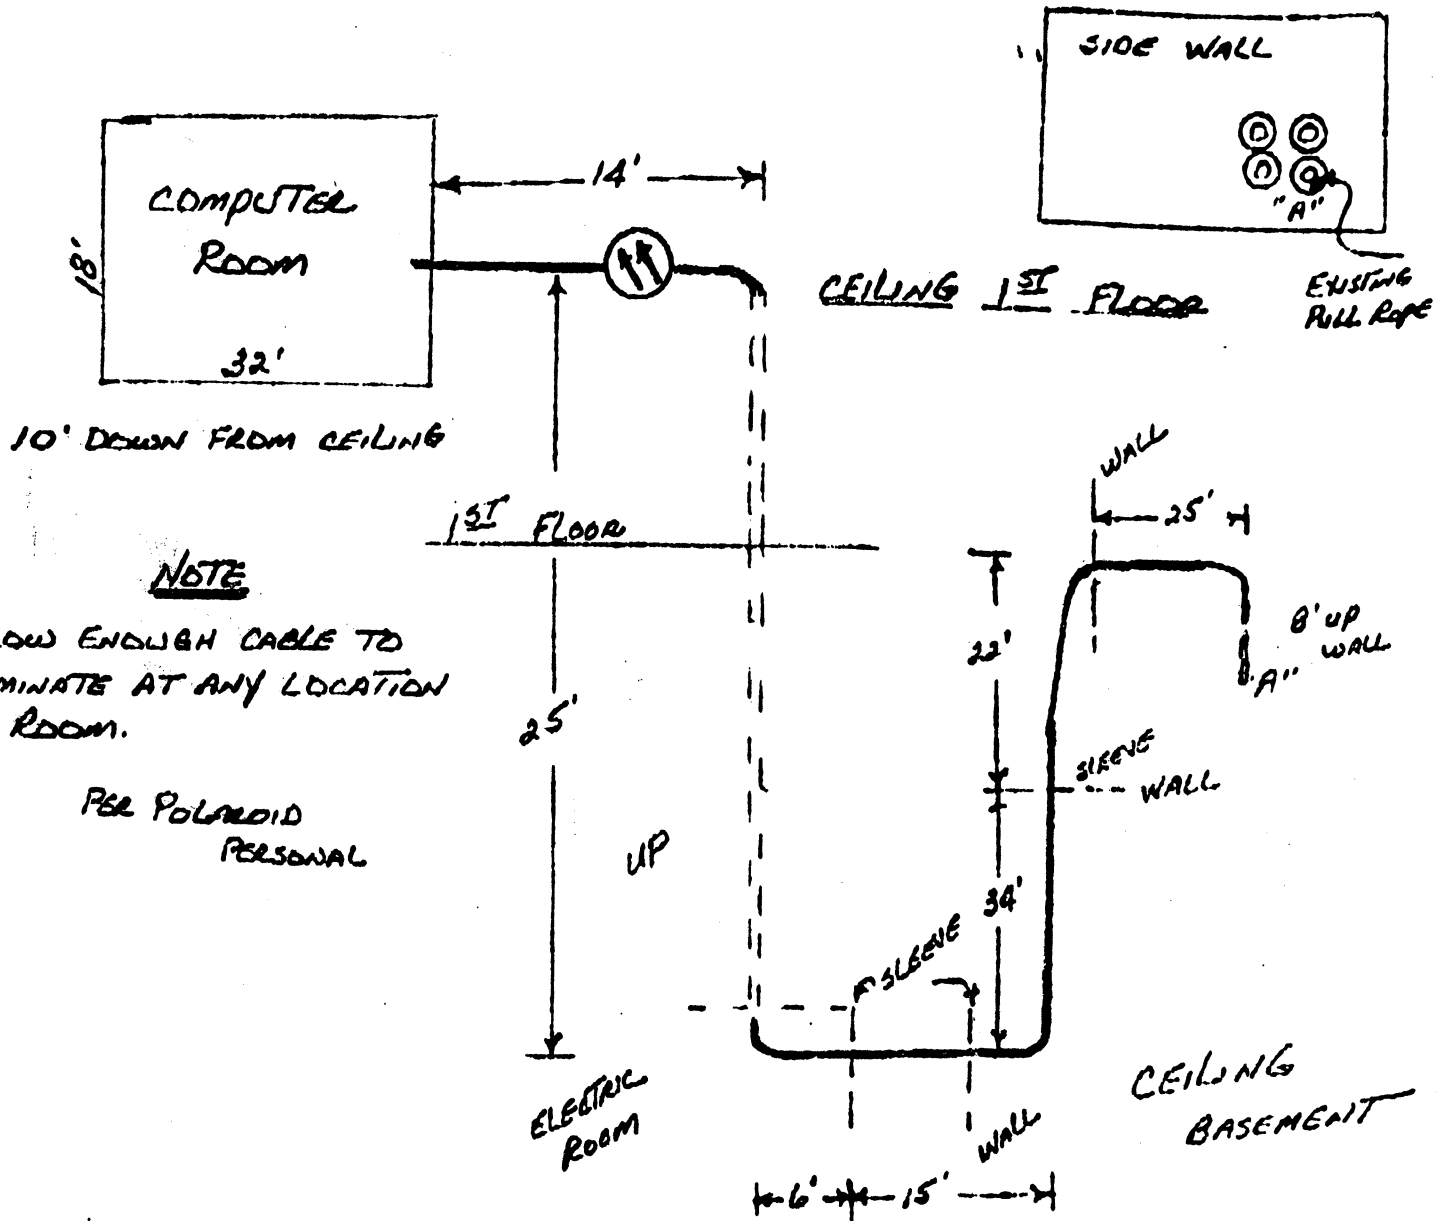 SIDE WALL
"A"
EXISTING
PULL ROPE
14'
COMPUTER
ROOM
18'
32'
CEILING 1ST FLOOR
10' DOWN FROM CEILING
1ST FLOOR
WALL
25'
NOTE
LOW ENOUGH CABLE TO
MINATE AT ANY LOCATION
ROOM.
PER POLAROID
PERSONAL
25'
22'
8' UP
WALL
"A"
SLEEVE
WALL
UP
34'
SLEEVE
ELECTRIC
ROOM
WALL
CEILING
BASEMENT
6'
15'